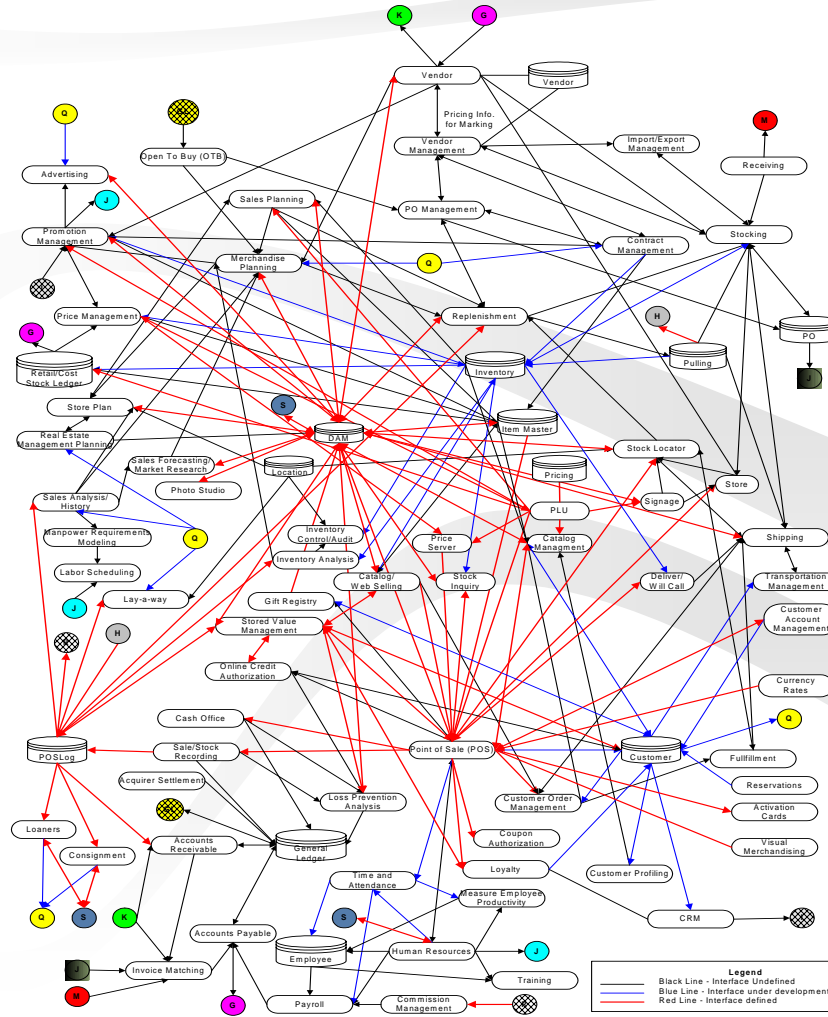 K
G
Vendor
Vendor
Q
Pricing Info.
for Marking
M
Vendor
Management
Import/Export
Management
Open To Buy (OTB)
Receiving
Advertising
J
Sales Planning
PO Management
Promotion
Management
Stocking
Contract
Management
Merchandise
Planning
Q
Price Management
Replenishment
H
G
PO
Retail/Cost
Stock Ledger
Inventory
Pulling
J
Store Plan
S
Item Master
DAM
Real Estate
Management Planning
Stock Locator
Sales Forecasting/
Market Research
Location
Pricing
Store
Photo Studio
Signage
Sales Analysis/
History
PLU
Manpower Requirements
Modeling
Q
Inventory
Control/Audit
Price
Server
Catalog
Managment
Shipping
Inventory Analysis
Labor Scheduling
Catalog/
Web Selling
Stock
Inquiry
Deliver/
Will Call
Transportation
Management
J
Lay-a-way
Gift Registry
Customer
Account
Management
Stored Value
Management
H
Online Credit
Authorization
Currency
Rates
Cash Office
Q
POSLog
Sale/Stock
Recording
Point of Sale (POS)
Customer
Fullfillment
Acquirer Settlement
Reservations
Loss Prevention
Analysis
Customer Order
Management
Activation
Cards
Loaners
Accounts
Receivable
General
Ledger
Coupon
Authorization
Visual
Merchandising
Consignment
Loyalty
Customer Profiling
Time and
Attendance
Measure Employee
Productivity
Q
S
K
S
CRM
Accounts Payable
Employee
Human Resources
J
J
Invoice Matching
Training
M
G
Payroll
Commission
Management
Legend
Black Line - Interface Undefined
Blue Line - Interface under development
Red Line - Interface defined